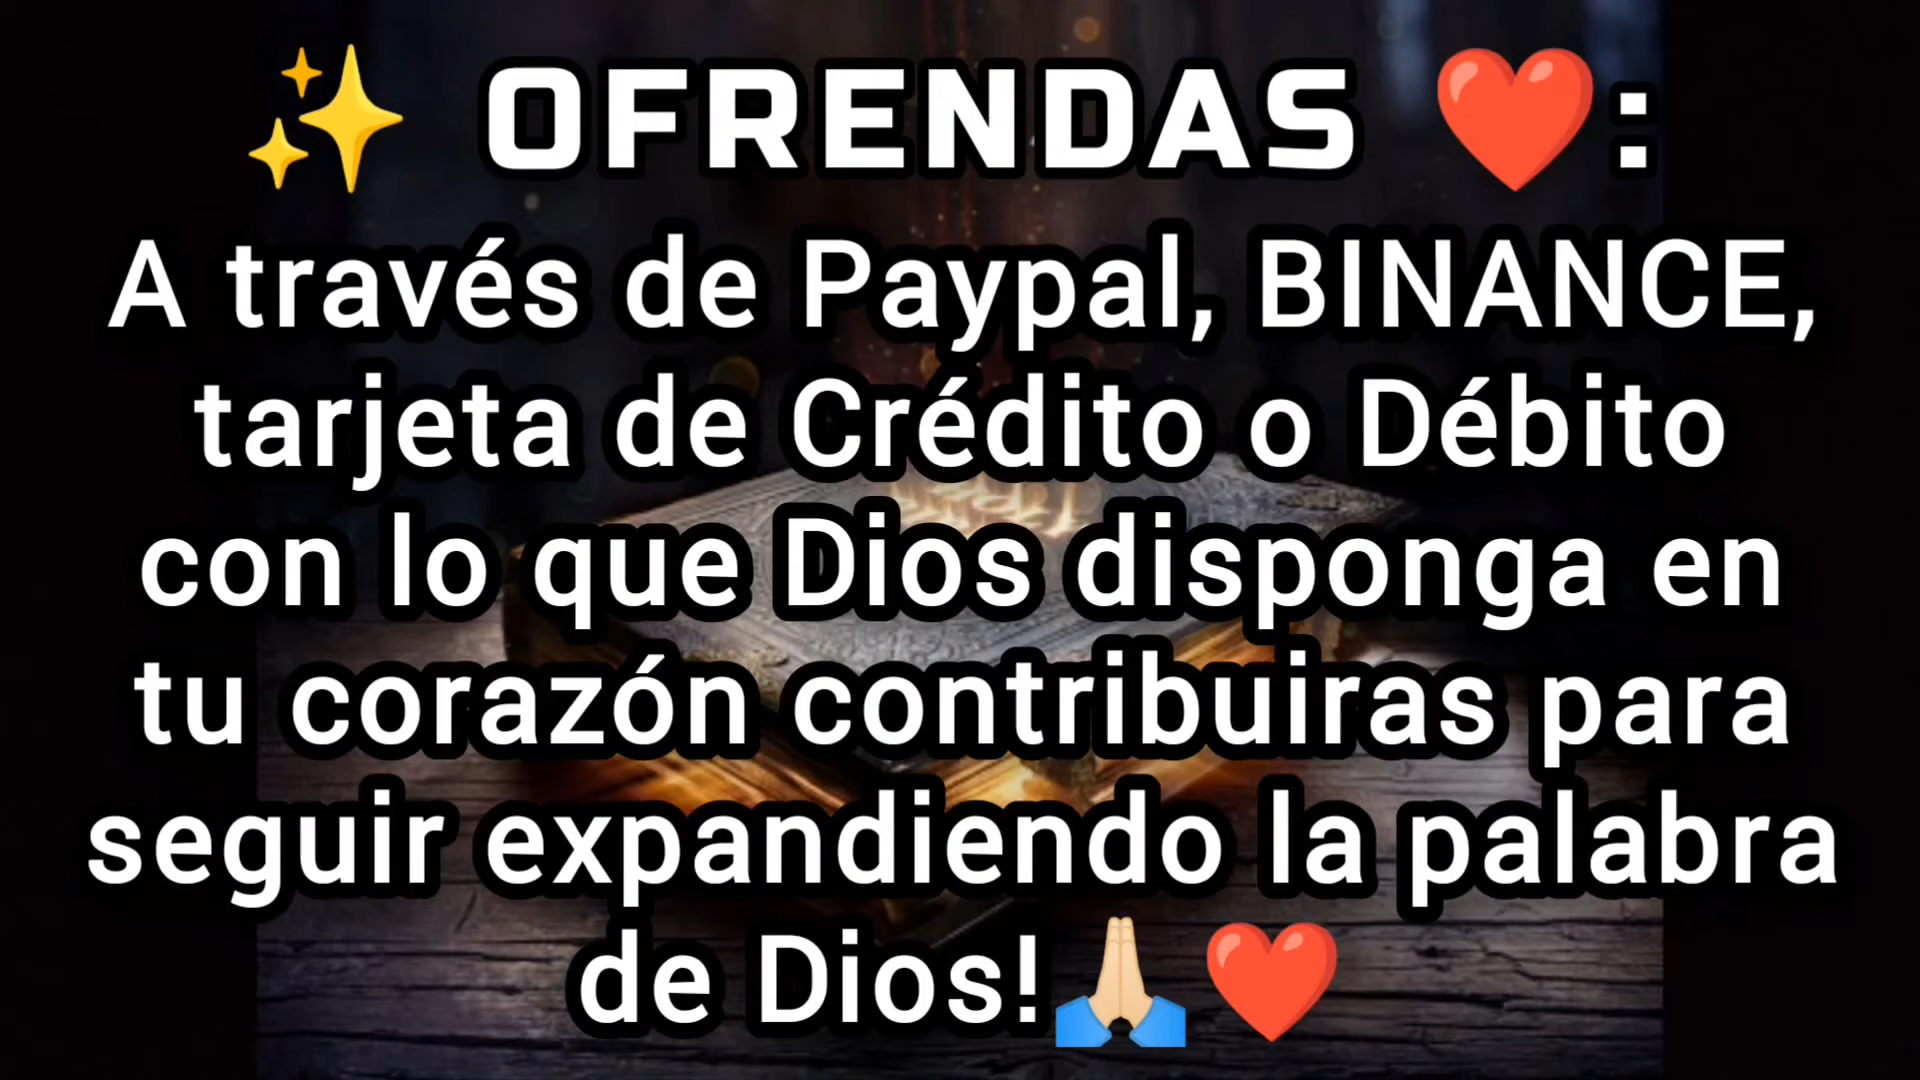 ✨ OFRENDAS ❤️:
A través de Paypal, BINANCE,
tarjeta de Crédito o Débito
con lo que Dios disponga en
tu corazón contribuiras para
seguir expandiendo la palabra
de Dios!🙏🏻❤️